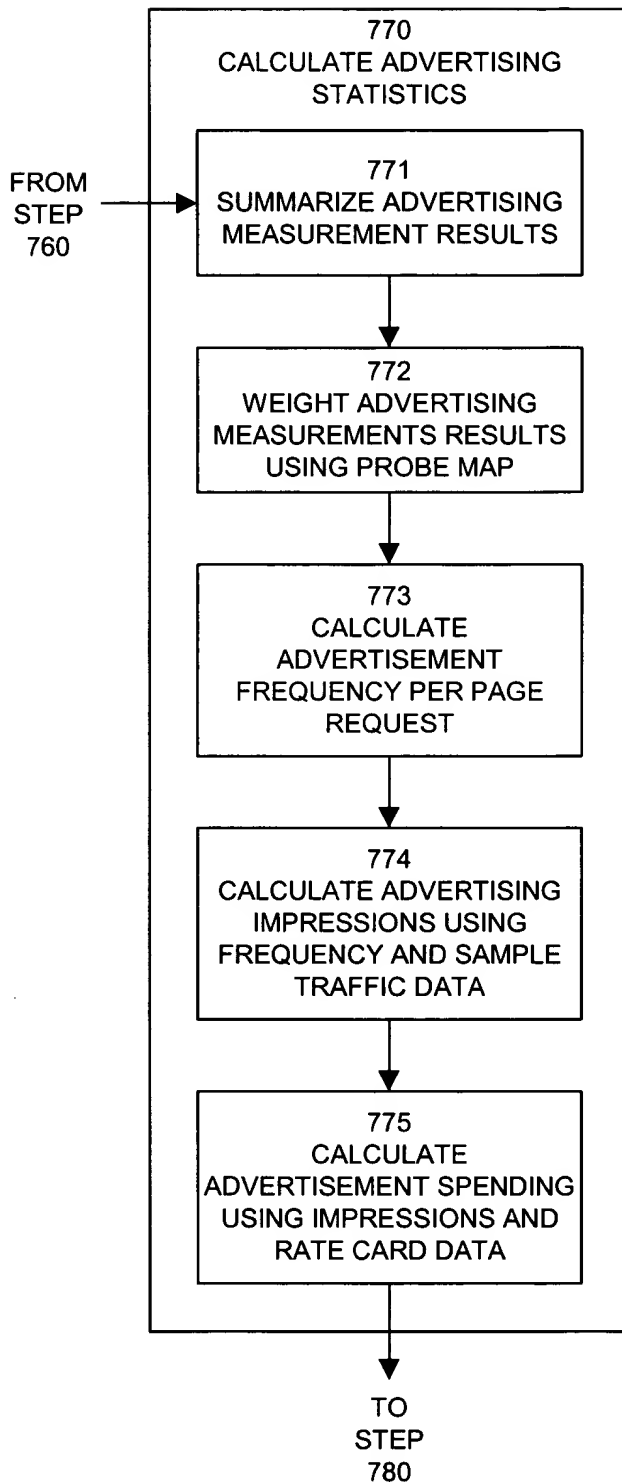 770
CALCULATE ADVERTISING
STATISTICS
FROM
STEP
760
771
SUMMARIZE ADVERTISING
MEASUREMENT RESULTS
772
WEIGHT ADVERTISING
MEASUREMENTS RESULTS
USING PROBE MAP
773
CALCULATE
ADVERTISEMENT
FREQUENCY PER PAGE
REQUEST
774
CALCULATE ADVERTISING
IMPRESSIONS USING
FREQUENCY AND SAMPLE
TRAFFIC DATA
775
CALCULATE
ADVERTISEMENT SPENDING
USING IMPRESSIONS AND
RATE CARD DATA
TO
STEP
780